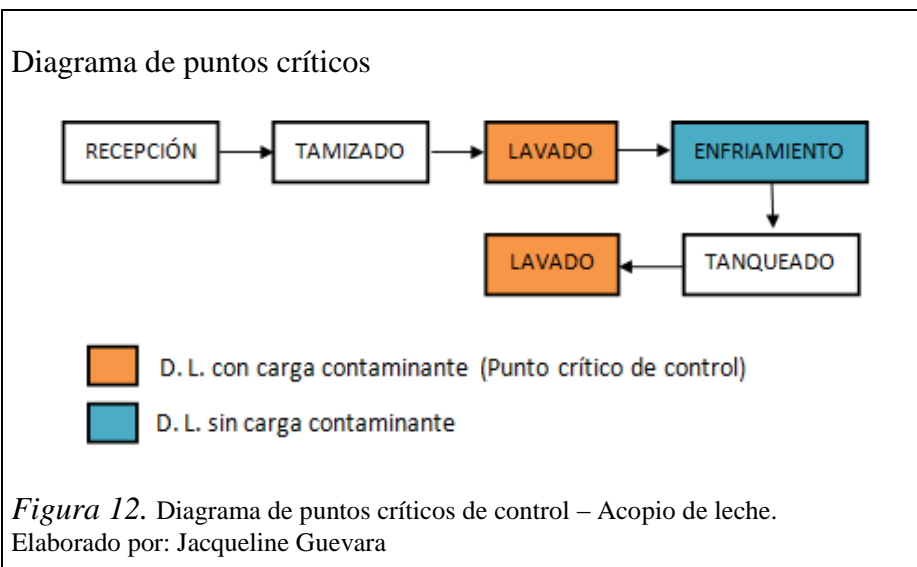 Diagrama de puntos críticos
RECEPCIÓN
TAMIZADO
LAVADO
ENFRIAMIENTO
LAVADO
TANQUEADO
D. L. con carga contaminante (Punto crítico de control)
D. L. sin carga contaminante
Figura 12. Diagrama de puntos críticos de control – Acopio de leche.
Elaborado por: Jacqueline Guevara